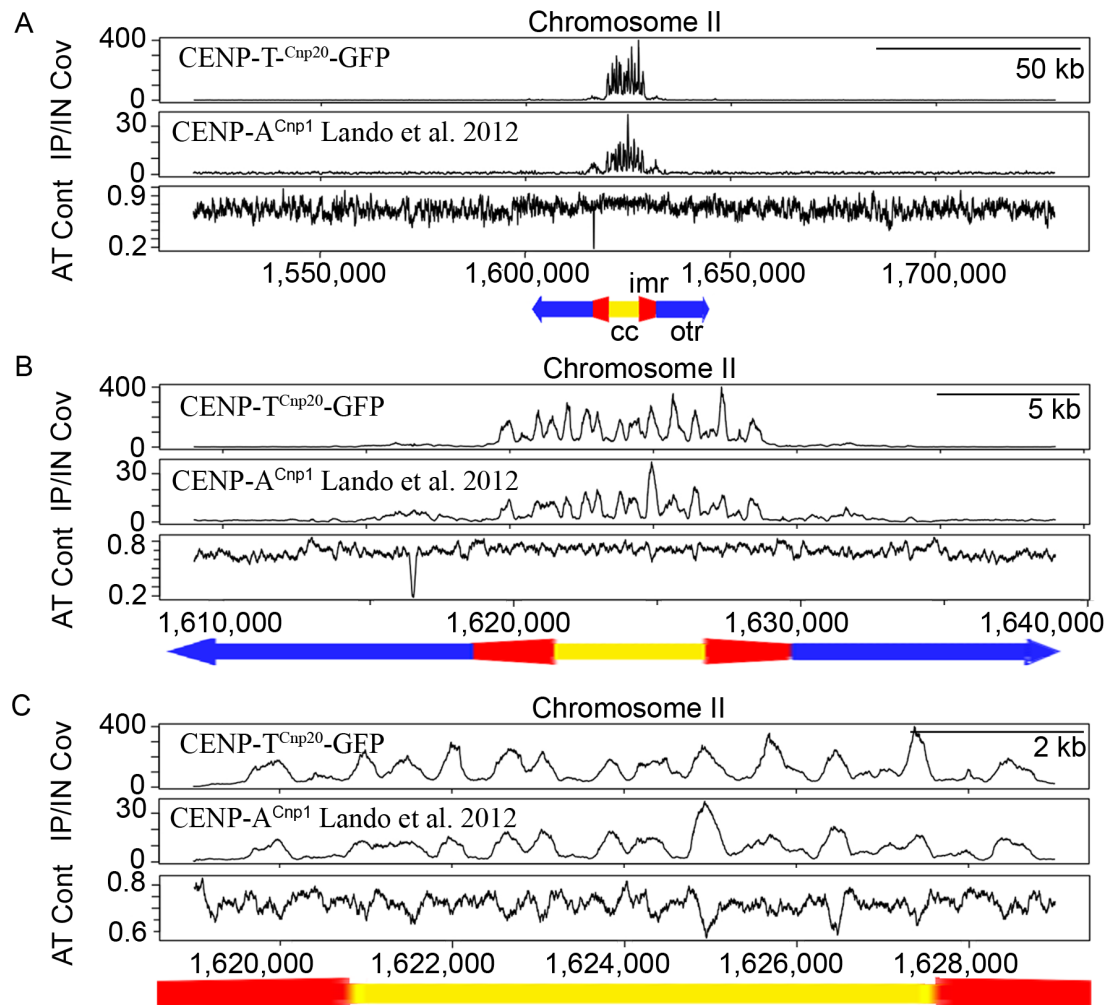 A
Chromosome II
IP/IN Cov
400
0
CENP-T-Cnp20-GFP
50 kb
30
0
CENP-ACnp1 Lando et al. 2012
AT Cont
0.9
0.2
1,550,000 1,600,000 1,650,000 1,700,000
imr
cc
otr
B
Chromosome II
IP/IN Cov
400
0
CENP-TCnp20-GFP
5 kb
30
0
CENP-ACnp1 Lando et al. 2012
AT Cont
0.8
0.2
1,610,000 1,620,000 1,630,000 1,640,000
C
Chromosome II
IP/IN Cov
400
0
CENP-TCnp20-GFP
2 kb
30
0
CENP-ACnp1 Lando et al. 2012
AT Cont
0.8
0.6
1,620,000 1,622,000 1,624,000 1,626,000 1,628,000